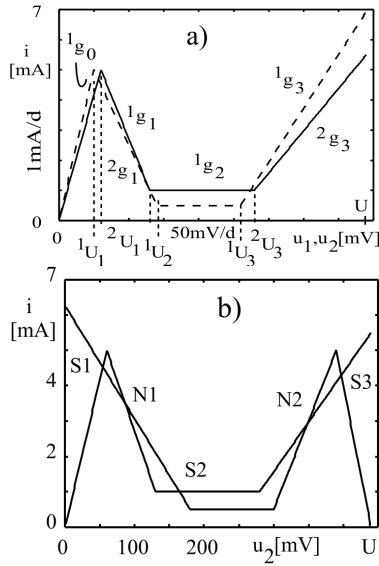 7
i
[mA]
a)
1g0
1g1
1g3
1mA/d
2g1
1g2
2g3
0
50mV/d
U
1U1
2U1
1U2
1U3
2U3
u1,u2[mV]
7
i
[mA]
b)
S1
N1
N2
S3
S2
6
4
2
0
0
100
200
u2[mV]
U